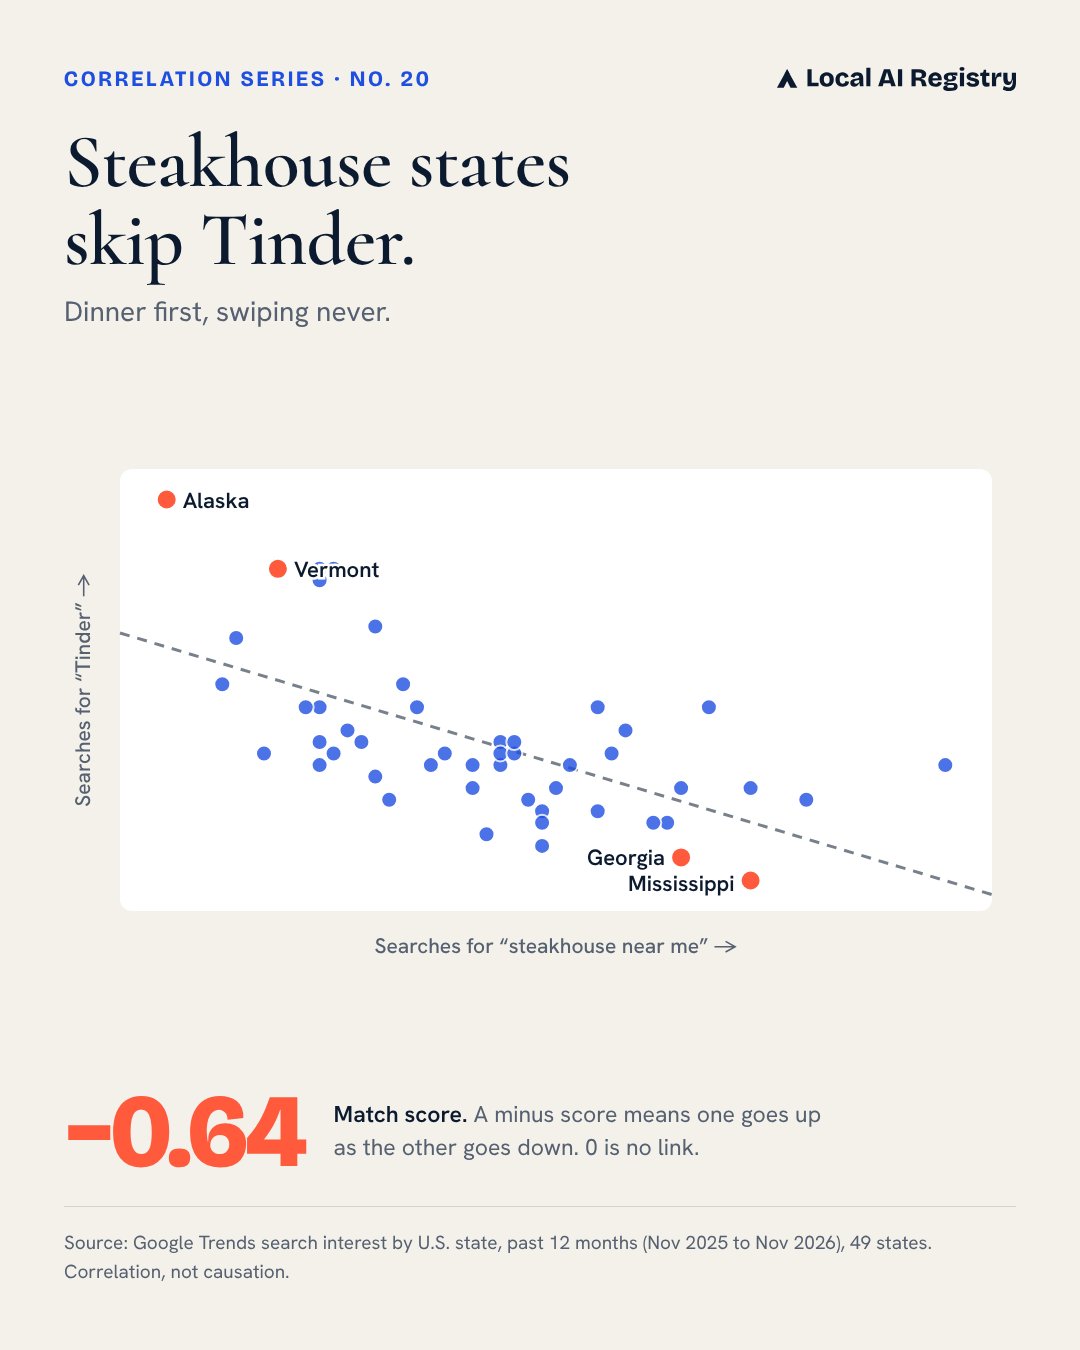 CORRELATION SERIES · NO. 20
Local AI Registry
Steakhouse states
skip Tinder.
Dinner first, swiping never.
Alaska
Vermont
Searches for “Tinder” →
Georgia
Mississippi
Searches for “steakhouse near me” →
−0.64
Match score. A minus score means one goes up
as the other goes down. 0 is no link.
Source: Google Trends search interest by U.S. state, past 12 months (Nov 2025 to Nov 2026), 49 states.
Correlation, not causation.